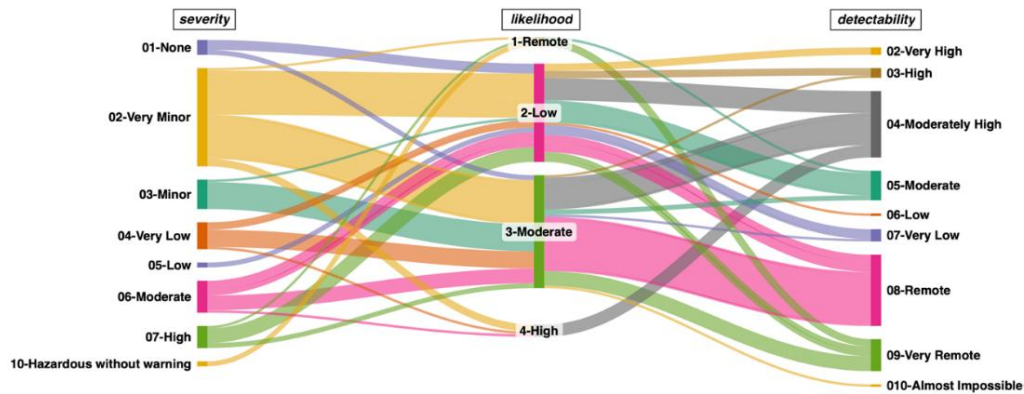 severity
likelihood
detectability
01-None
02-Very Minor
03-Minor
04-Very Low
05-Low
06-Moderate
07-High
10-Hazardous without warning
1-Remote
2-Low
3-Moderate
4-High
02-Very High
03-High
04-Moderately High
05-Moderate
06-Low
07-Very Low
08-Remote
09-Very Remote
010-Almost Impossible